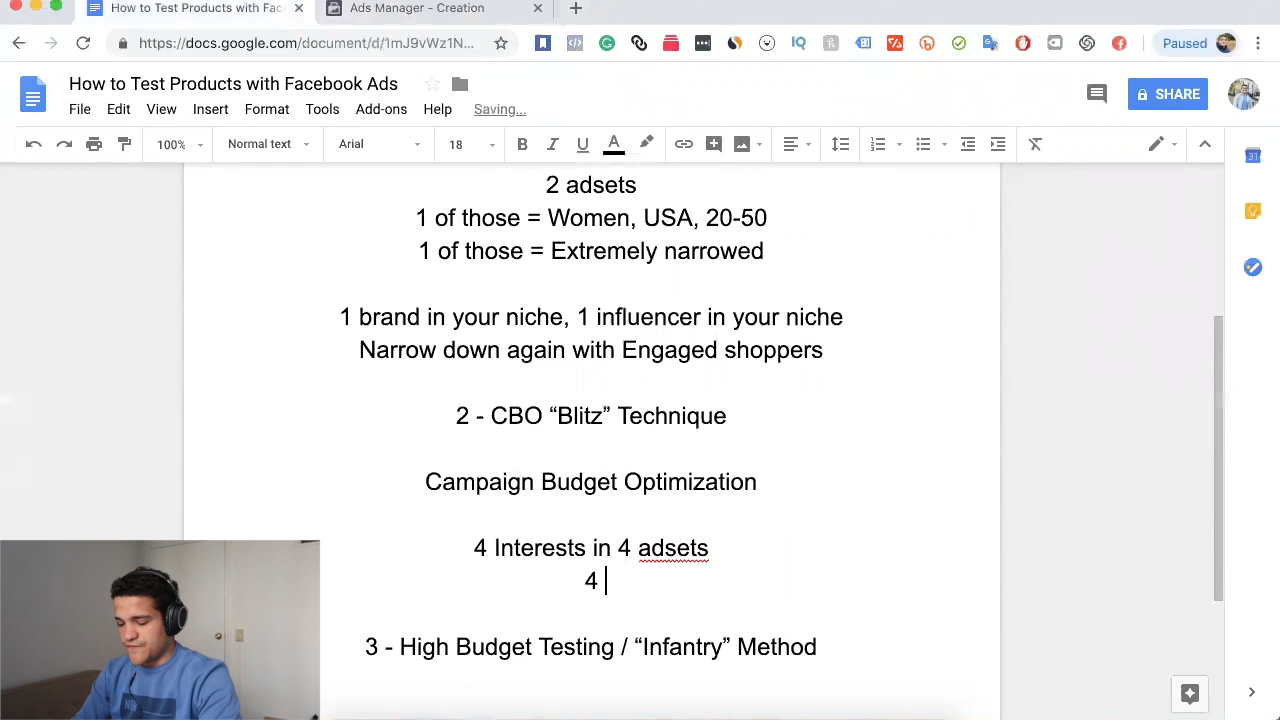 How to Test Products with Fac
Ads Manager - Creation
https://docs.google.com/document/d/1mJ9vWz1N...
Paused
How to Test Products with Facebook Ads
SHARE
File Edit View Insert Format Tools Add-ons Help Saving...
100% Normal text Arial 18 B I U A
31
2 adsets
1 of those = Women, USA, 20-50
1 of those = Extremely narrowed
1 brand in your niche, 1 influencer in your niche
Narrow down again with Engaged shoppers
2 - CBO “Blitz” Technique
Campaign Budget Optimization
4 Interests in 4 adsets
4
3 - High Budget Testing / “Infantry” Method